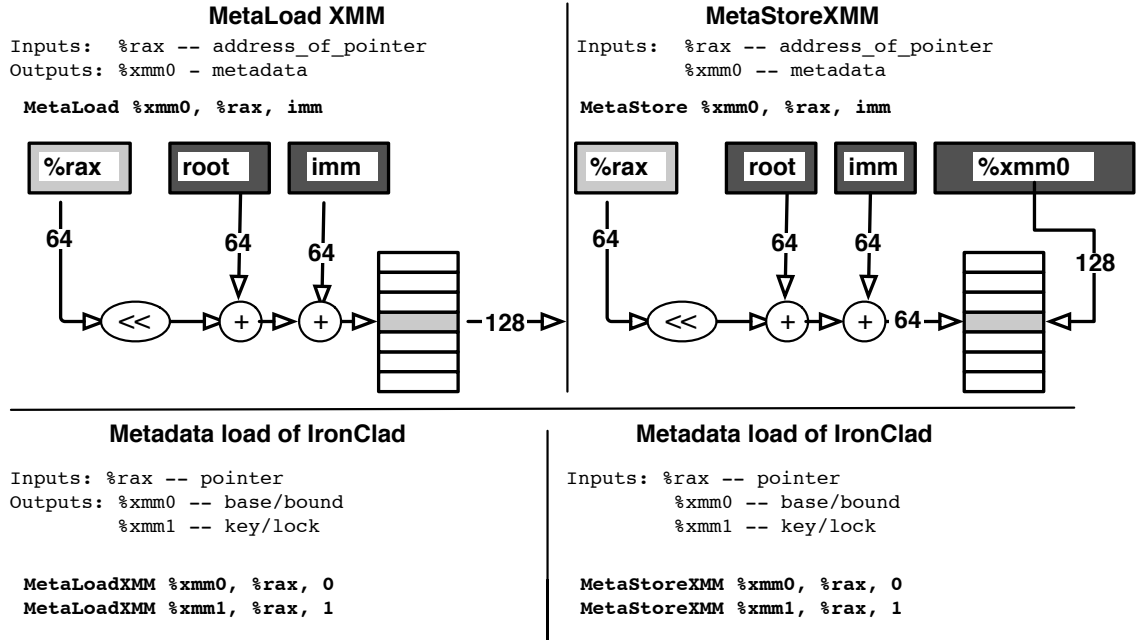 MetaLoad XMM
Inputs: %rax -- address_of_pointer
Outputs: %xmm0 - metadata
MetaLoad %xmm0, %rax, imm
%rax
root
imm
64
64
64
<<
+
+
128
MetaStoreXMM
Inputs: %rax -- address_of_pointer
%xmm0 -- metadata
MetaStore %xmm0, %rax, imm
%rax
root
imm
%xmm0
64
64
64
128
<<
+
+
64
Metadata load of IronClad
Inputs: %rax -- pointer
Outputs: %xmm0 -- base/bound
%xmm1 -- key/lock
MetaLoadXMM %xmm0, %rax, 0
MetaLoadXMM %xmm1, %rax, 1
Metadata load of IronClad
Inputs: %rax -- pointer
%xmm0 -- base/bound
%xmm1 -- key/lock
MetaStoreXMM %xmm0, %rax, 0
MetaStoreXMM %xmm1, %rax, 1